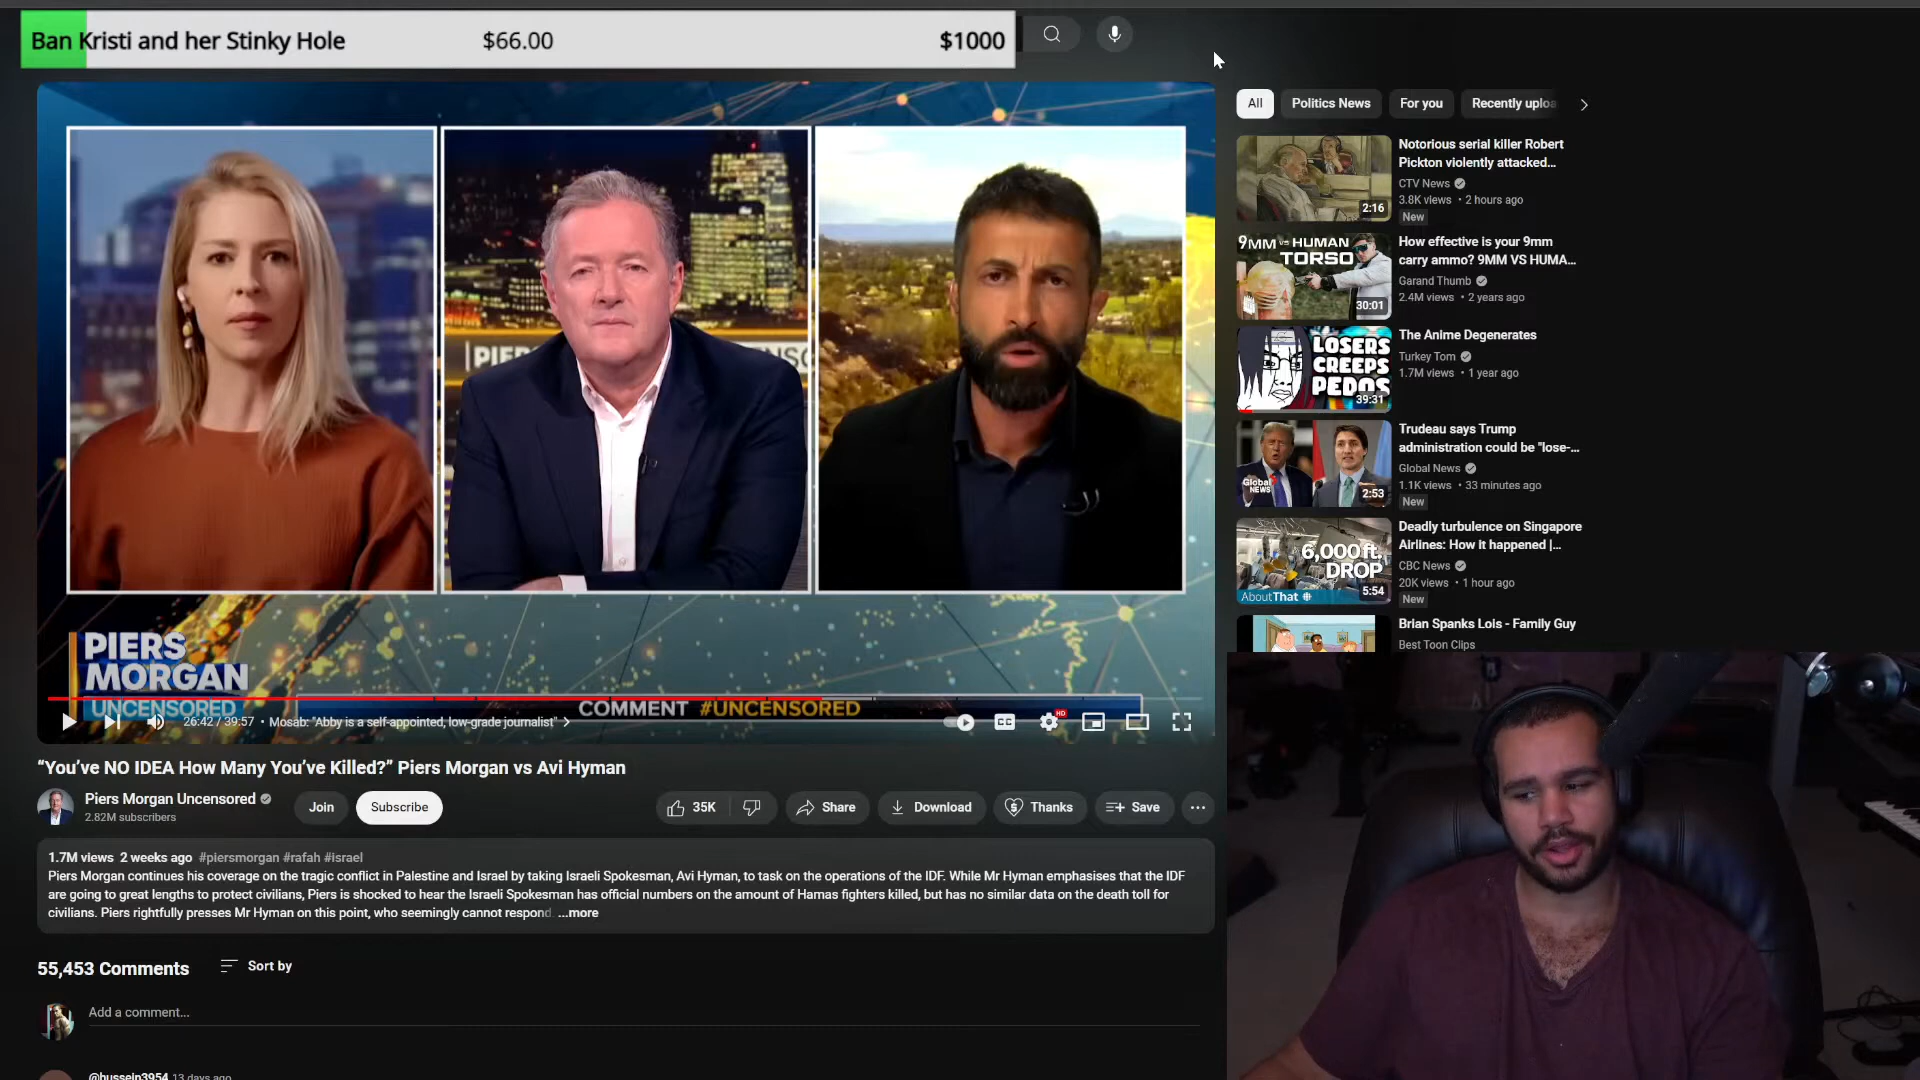 Ban Kristi and her Stinky Hole $66.00 $1000
PIERS
MORGAN
UNCENSORED
COMMENT #UNCENSORED
26:42 / 39:57 • Mosab: "Abby is a self-appointed, low-grade journalist" >
CC
HD
“You’ve NO IDEA How Many You’ve Killed?” Piers Morgan vs Avi Hyman
Piers Morgan Uncensored
2.82M subscribers
Join
Subscribe
35K
Share
Download
Thanks
Save
1.7M views 2 weeks ago #piersmorgan #rafah #israel
Piers Morgan continues his coverage on the tragic conflict in Palestine and Israel by taking Israeli Spokesman, Avi Hyman, to task on the operations of the IDF. While Mr Hyman emphasises that the IDF
are going to great lengths to protect civilians, Piers is shocked to hear the Israeli Spokesman has official numbers on the amount of Hamas fighters killed, but has no similar data on the death toll for
civilians. Piers rightfully presses Mr Hyman on this point, who seemingly cannot respond. ...more
55,453 Comments
Sort by
Add a comment...
@hussein3954 13 days ago
All
Politics News
For you
Recently uploa
Notorious serial killer Robert
Pickton violently attacked...
CTV News
3.8K views • 2 hours ago
New
2:16
9MM vs HUMAN
TORSO
30:01
How effective is your 9mm
carry ammo? 9MM VS HUMA...
Garand Thumb
2.4M views • 2 years ago
LOSERS
CREEPS
PEDOS
39:31
The Anime Degenerates
Turkey Tom
1.7M views • 1 year ago
Global
NEWS
2:53
Trudeau says Trump
administration could be "lose-...
Global News
1.1K views • 33 minutes ago
New
6,000 ft.
DROP
About That
5:54
Deadly turbulence on Singapore
Airlines: How it happened |...
CBC News
20K views • 1 hour ago
New
Brian Spanks Lois - Family Guy
Best Toon Clips